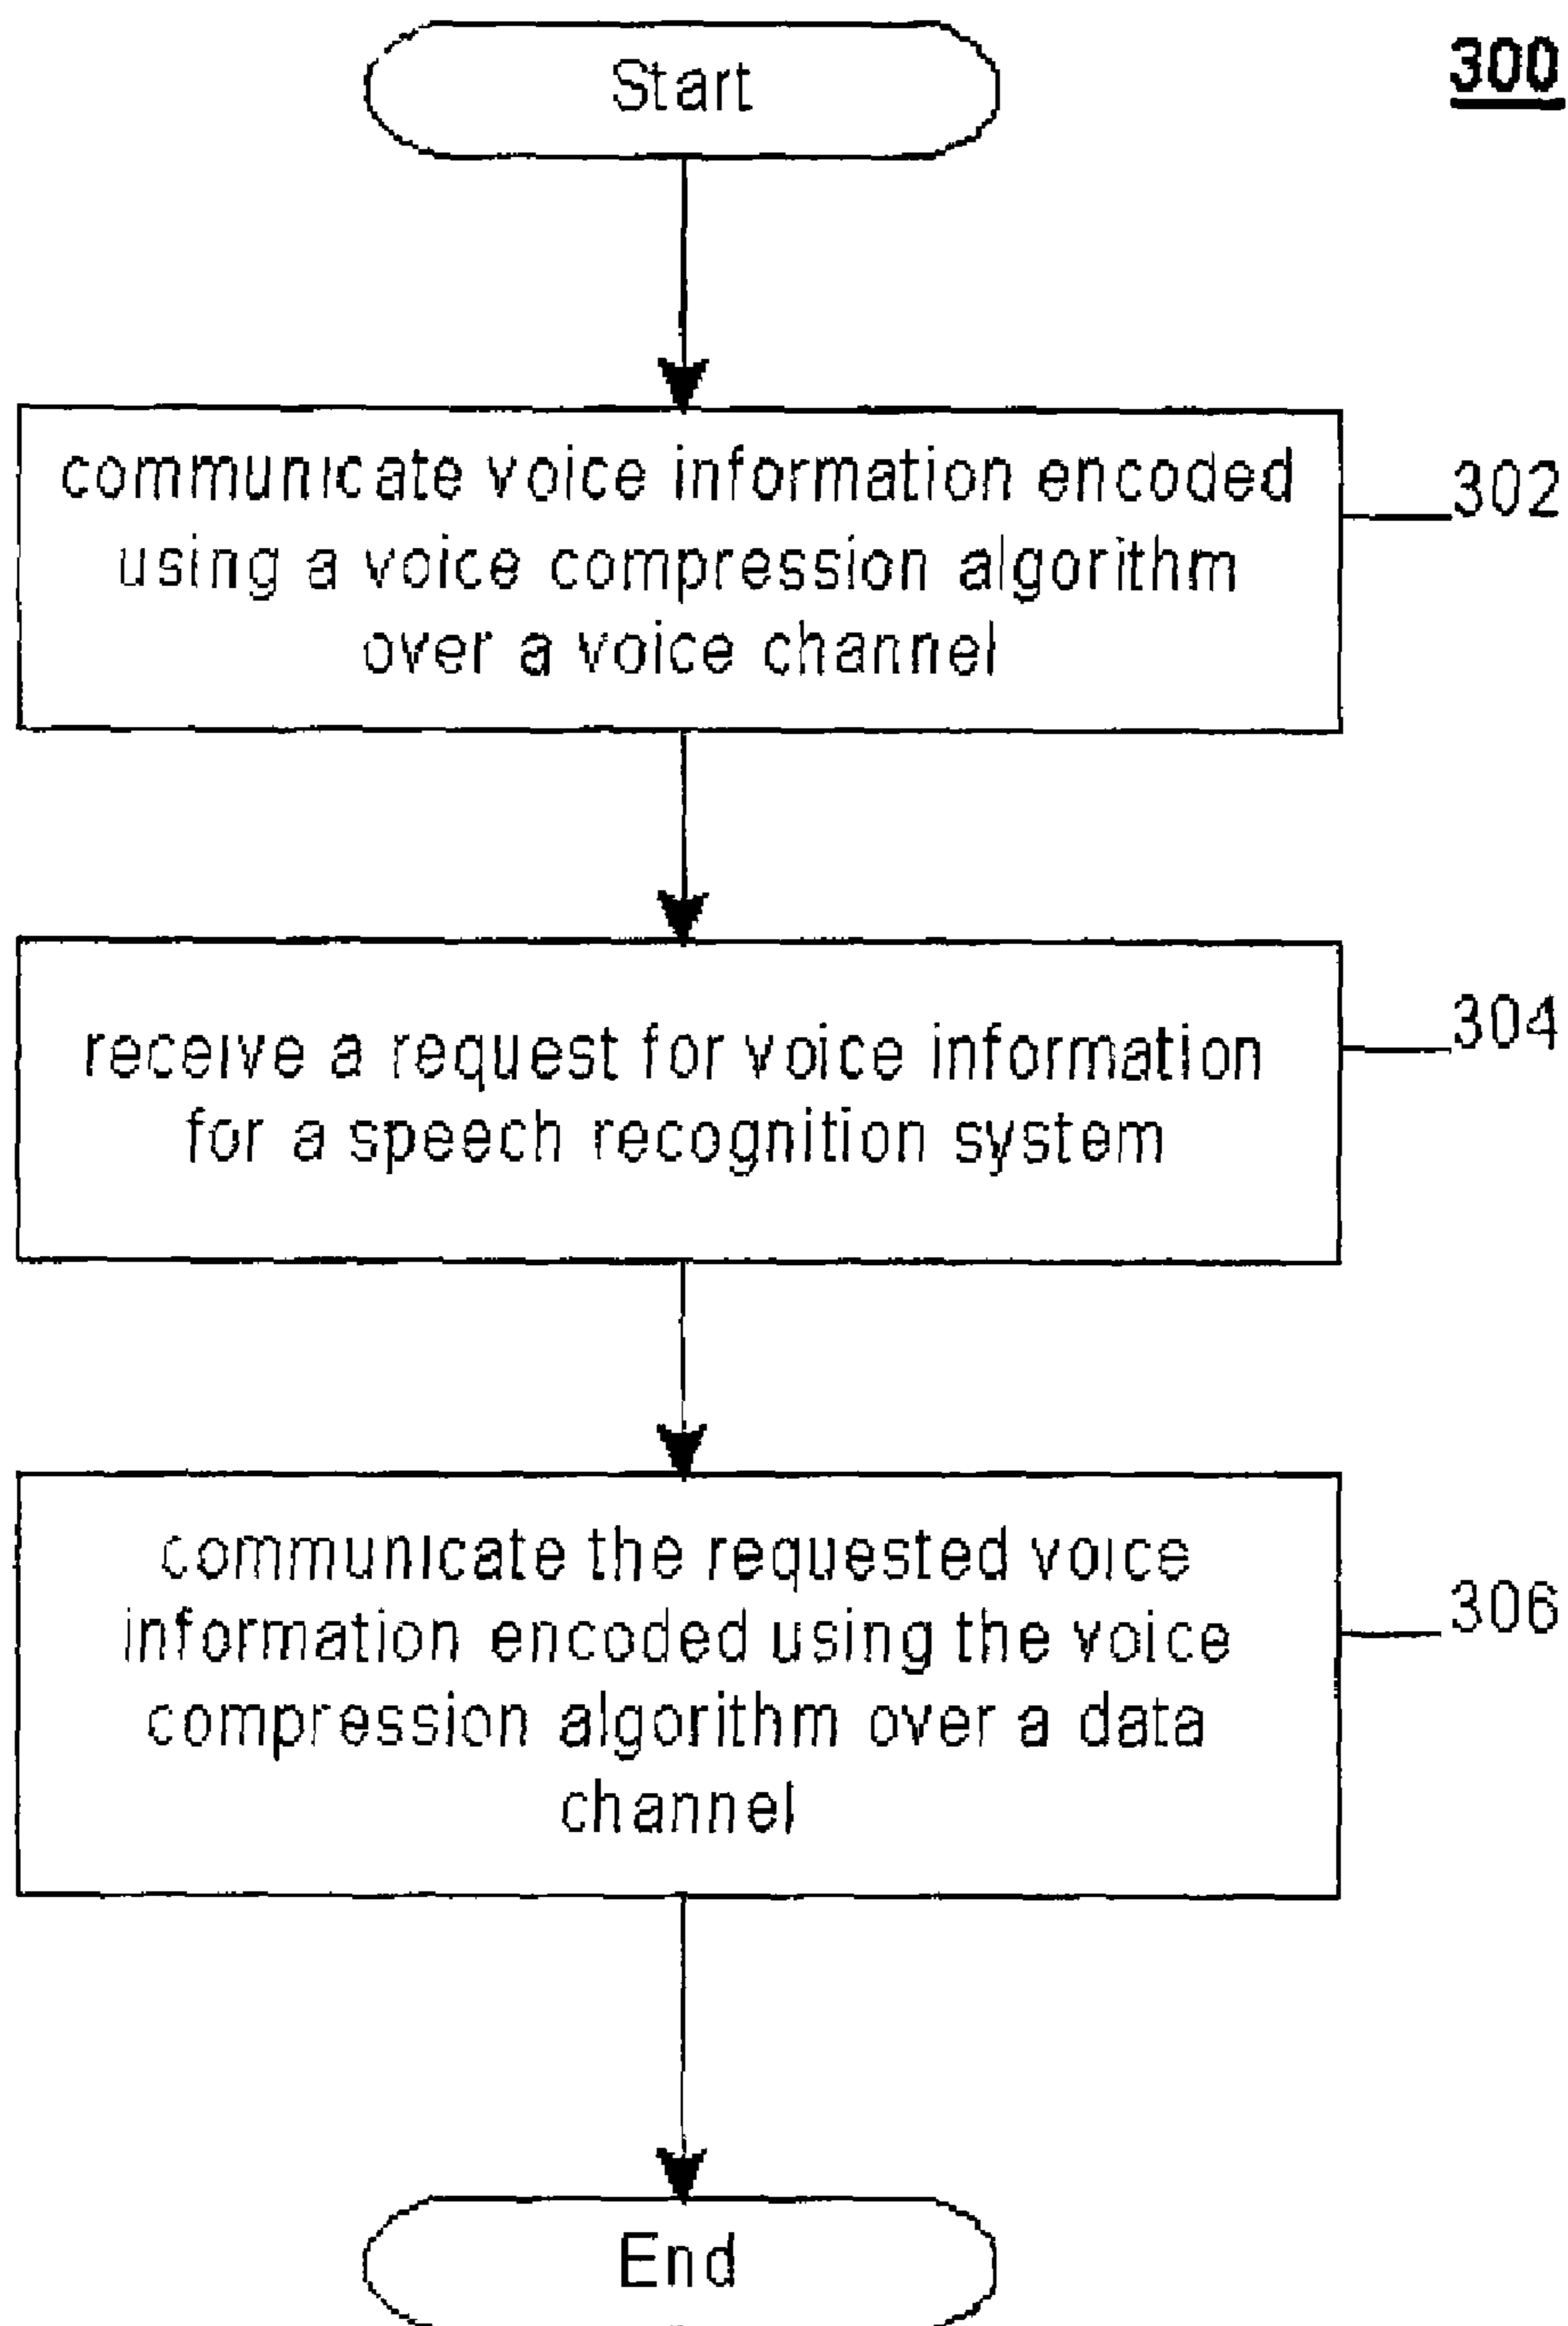 Start
300
communicate voice information encoded
using a voice compression algorithm
over a voice channel
302
receive a request for voice information
for a speech recognition system
304
communicate the requested voice
information encoded using the voice
compression algorithm over a data
channel
306
End